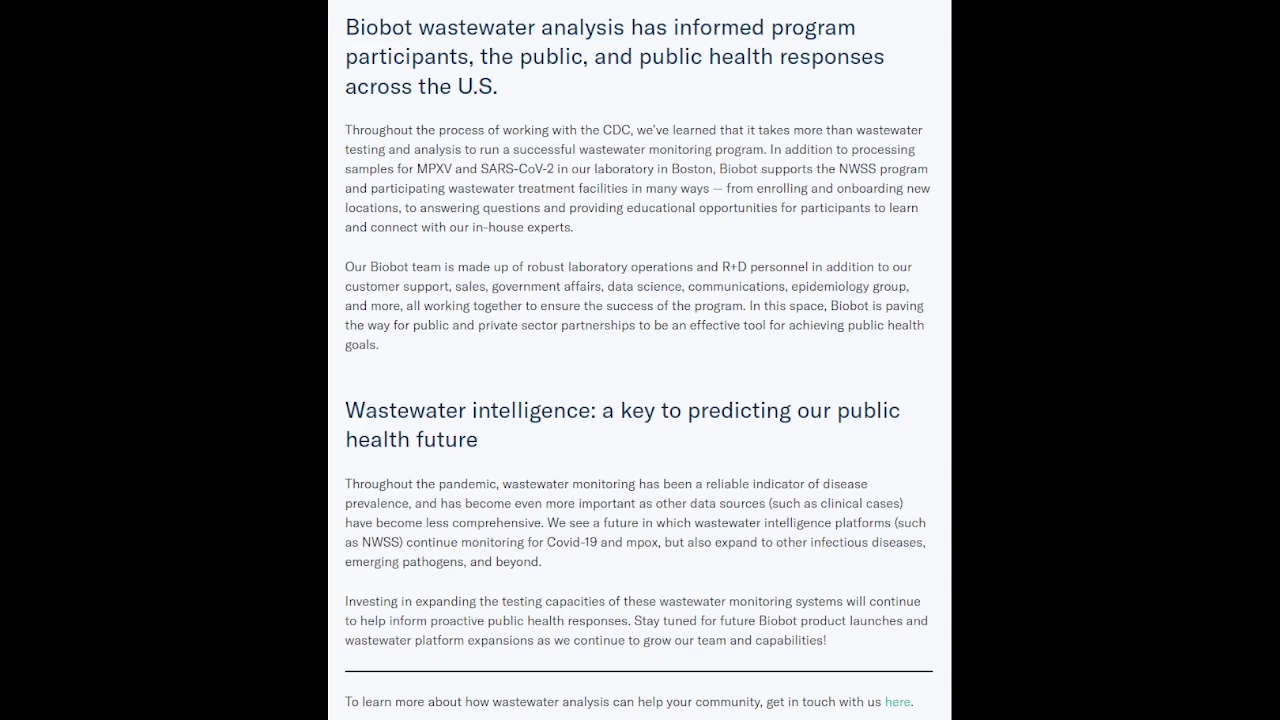 Biobot wastewater analysis has informed program
participants, the public, and public health responses
across the U.S.
Throughout the process of working with the CDC, we've learned that it takes more than wastewater
testing and analysis to run a successful wastewater monitoring program. In addition to processing
samples for MPXV and SARS-CoV-2 in our laboratory in Boston, Biobot supports the NWSS program
and participating wastewater treatment facilities in many ways — from enrolling and onboarding new
locations, to answering questions and providing educational opportunities for participants to learn
and connect with our in-house experts.
Our Biobot team is made up of robust laboratory operations and R+D personnel in addition to our
customer support, sales, government affairs, data science, communications, epidemiology group,
and more, all working together to ensure the success of the program. In this space, Biobot is paving
the way for public and private sector partnerships to be an effective tool for achieving public health
goals.
Wastewater intelligence: a key to predicting our public
health future
Throughout the pandemic, wastewater monitoring has been a reliable indicator of disease
prevalence, and has become even more important as other data sources (such as clinical cases)
have become less comprehensive. We see a future in which wastewater intelligence platforms (such
as NWSS) continue monitoring for Covid-19 and mpox, but also expand to other infectious diseases,
emerging pathogens, and beyond.
Investing in expanding the testing capacities of these wastewater monitoring systems will continue
to help inform proactive public health responses. Stay tuned for future Biobot product launches and
wastewater platform expansions as we continue to grow our team and capabilities!
To learn more about how wastewater analysis can help your community, get in touch with us here.